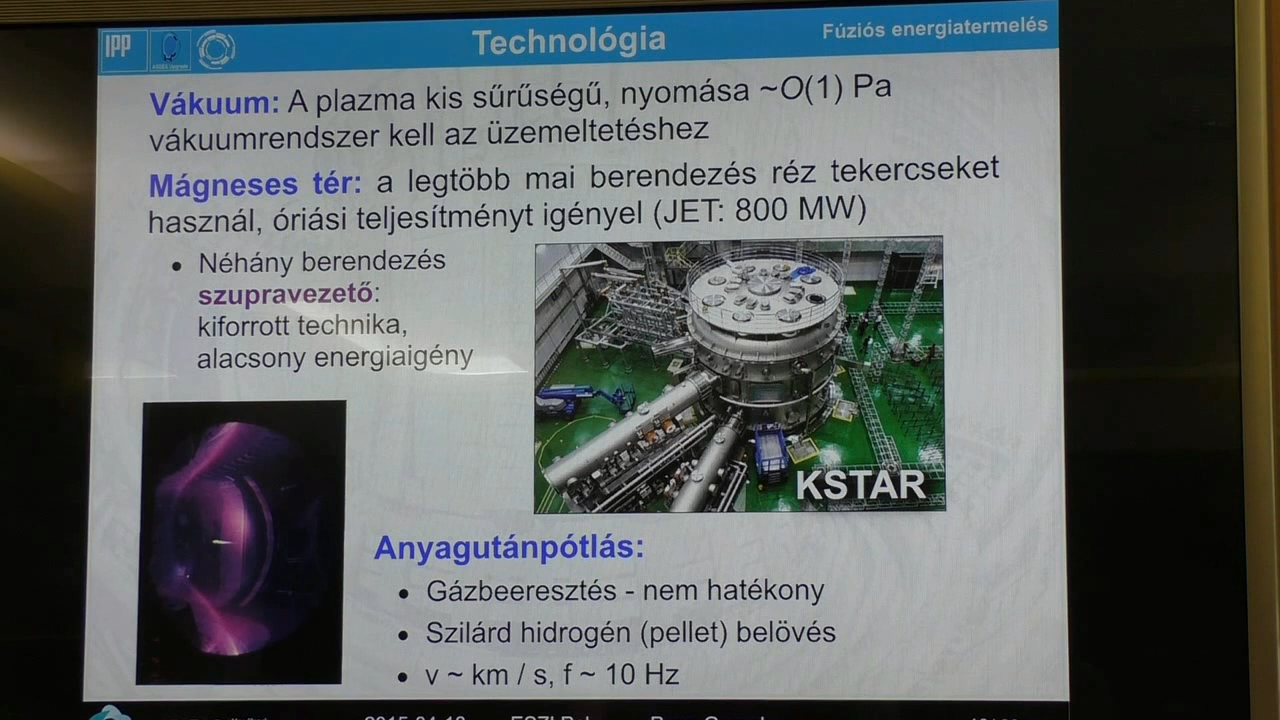 IPP
ASDEX Upgrade
Technológia
Fúziós energiatermelés
Vákuum: A plazma kis sűrűségű, nyomása ~O(1) Pa
vákuumrendszer kell az üzemeltetéshez
Mágneses tér: a legtöbb mai berendezés réz tekercseket
használ, óriási teljesítményt igényel (JET: 800 MW)
• Néhány berendezés
szupravezető:
kiforrott technika,
alacsony energiaigény
KSTAR
Anyagutánpótlás:
• Gázbeeresztés - nem hatékony
• Szilárd hidrogén (pellet) belövés
• v ~ km / s, f ~ 10 Hz